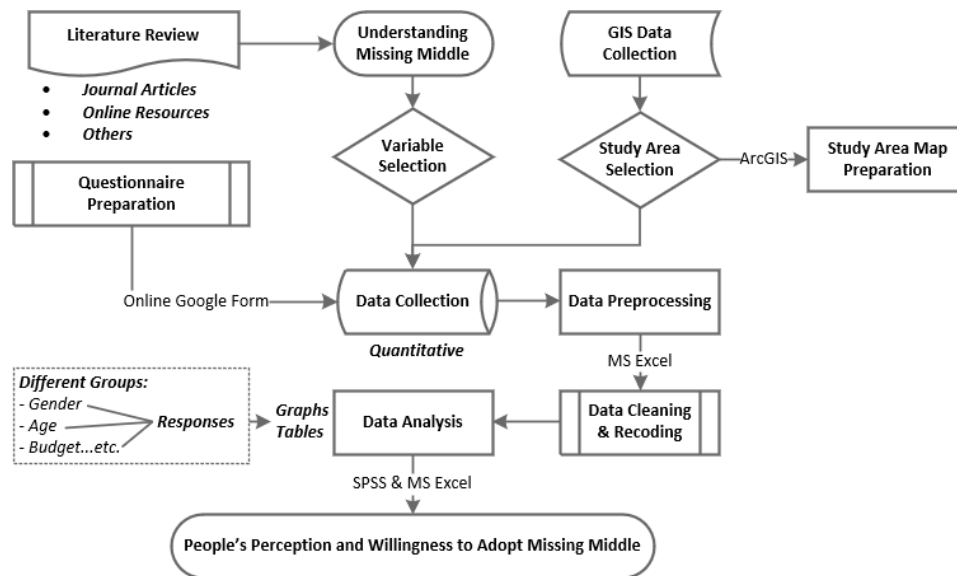 Literature Review
Understanding
Missing Middle
GIS Data
Collection
• Journal Articles
• Online Resources
• Others
Variable
Selection
Study Area
Selection
ArcGIS
Study Area Map
Preparation
Questionnaire
Preparation
Online Google Form
Data Collection
Data Preprocessing
Quantitative
MS Excel
Different Groups:
- Gender
- Age
- Budget...etc.
Responses
Graphs
Tables
Data Analysis
Data Cleaning
& Recoding
SPSS & MS Excel
People's Perception and Willingness to Adopt Missing Middle